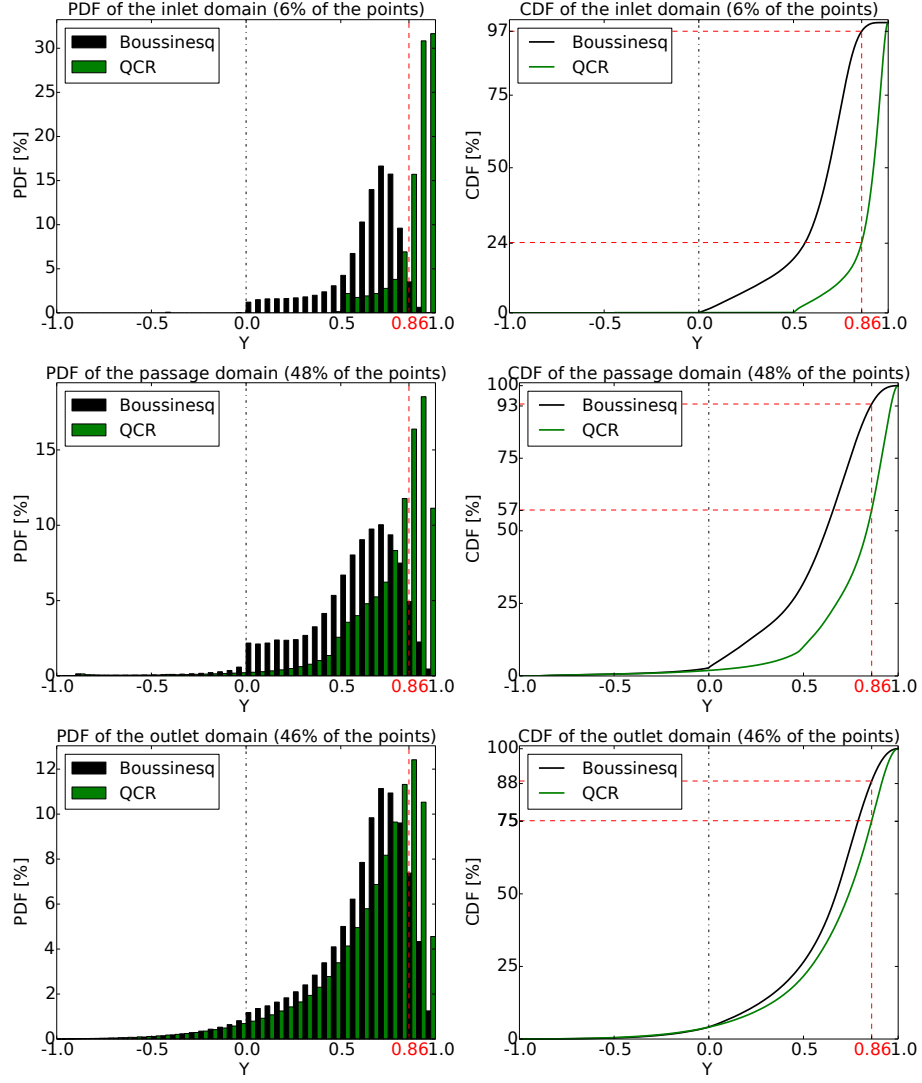 PDF of the inlet domain (6% of the points)
Boussinesq
QCR
PDF [%]
30
25
20
15
10
5
0
-1.0 -0.5 0.0 0.5 0.86 1.0
Y
CDF of the inlet domain (6% of the points)
Boussinesq
QCR
CDF [%]
97
75
50
24
0
-1.0 -0.5 0.0 0.5 0.86 1.0
Y
PDF of the passage domain (48% of the points)
Boussinesq
QCR
PDF [%]
15
10
5
0
-1.0 -0.5 0.0 0.5 0.86 1.0
Y
CDF of the passage domain (48% of the points)
Boussinesq
QCR
CDF [%]
100
93
75
57
50
25
0
-1.0 -0.5 0.0 0.5 0.86 1.0
Y
PDF of the outlet domain (46% of the points)
Boussinesq
QCR
PDF [%]
12
10
8
6
4
2
0
-1.0 -0.5 0.0 0.5 0.86 1.0
Y
CDF of the outlet domain (46% of the points)
Boussinesq
QCR
CDF [%]
100
88
75
50
25
0
-1.0 -0.5 0.0 0.5 0.86 1.0
Y